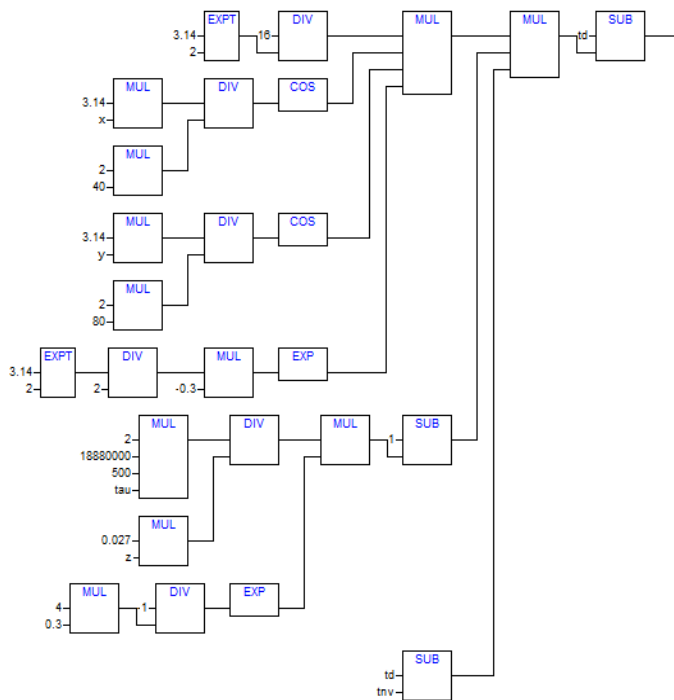 EXPT DIV MUL MUL SUB
3.14 16 td
2
MUL DIV COS
3.14
x
MUL
2
40
MUL DIV COS
3.14
y
MUL
2
80
EXPT DIV MUL EXP
3.14
2 2 -0.3
MUL DIV MUL SUB
2 1
18880000
500
tau
MUL
0.027
z
MUL DIV EXP
4 1
0.3
SUB
td
tnv